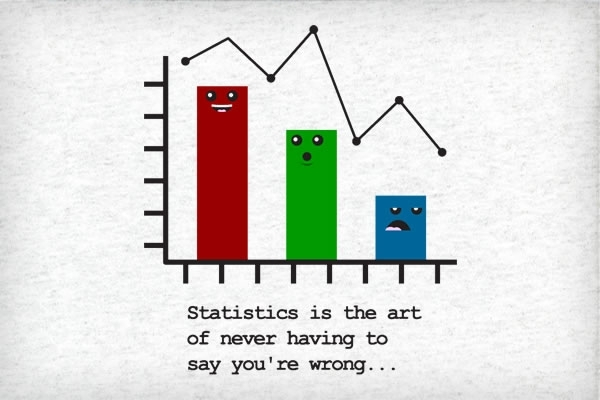 Statistics is the art
of never having to
say you're wrong...